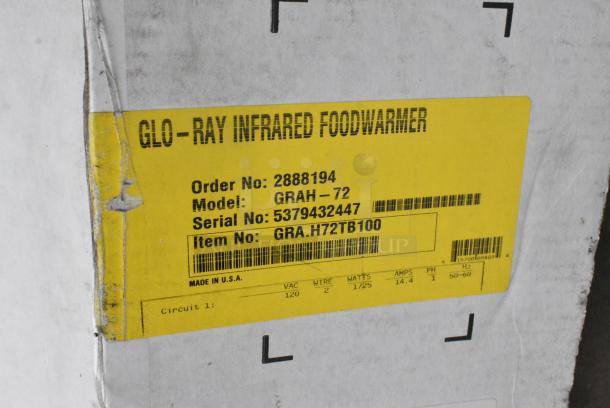 GLO-RAY INFRARED FOODWARMER
Order No: 2888194
Model: GRAH-72
Serial No: 5379432447
Item No: GRA.H72TB100
MADE IN U.S.A.
VAC WIRE WATTS AMPS PH Hz
Circuit 1: 120 2 1725 14.4 1 50-60